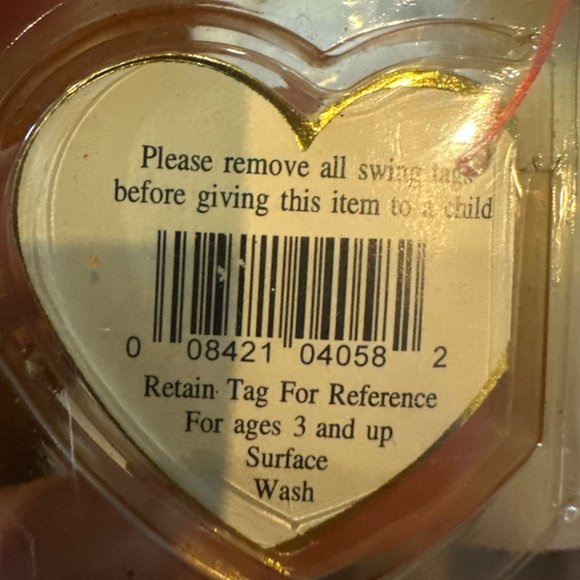 Please remove all swing tags
before giving this item to a child
0 08421 04058 2
Retain Tag For Reference
For ages 3 and up
Surface
Wash